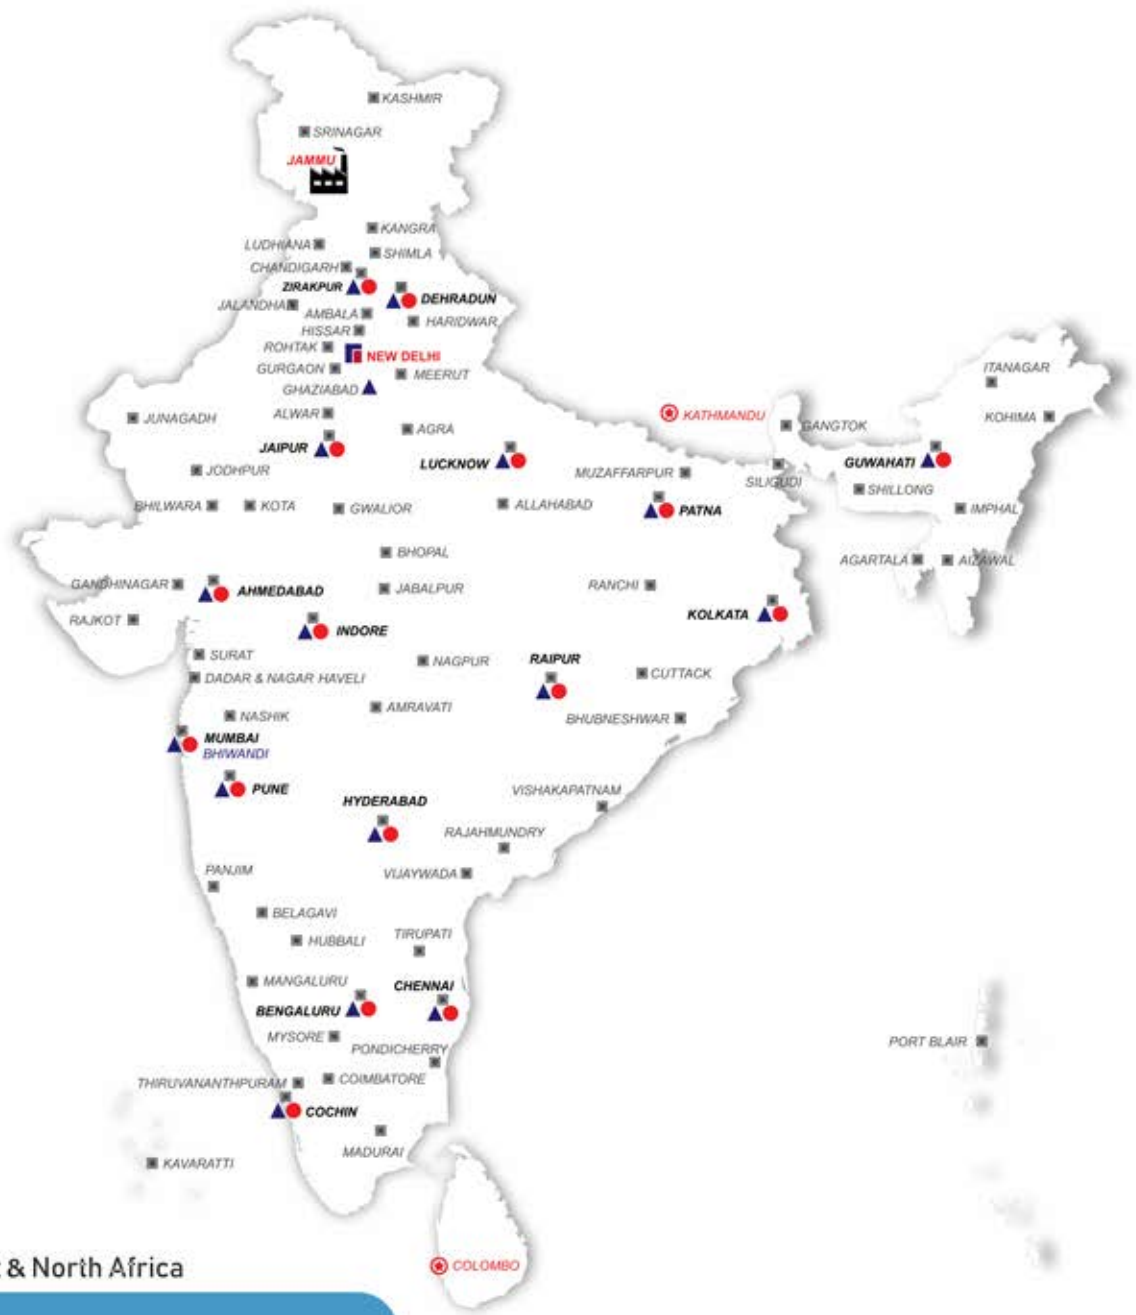 KASHMIR
SRINAGAR
JAMMU
KANGRA
LUDHIANA
SHIMLA
CHANDIGARH
ZIRAKPUR
DEHRADUN
JALANDHA
AMBALA
HARIDWAR
HISSAR
ROHTAK
NEW DELHI
GURGAON
MEERUT
GHAZIABAD
ITANAGAR
JUNAGADH
ALWAR
KATHMANDU
KOHIMA
AGRA
GANGTOK
JAIPUR
LUCKNOW
GUWAHATI
JODHPUR
MUZAFFARPUR
SILIGUDI
SHILLONG
BHILWARA
KOTA
GWALIOR
ALLAHABAD
PATNA
IMPHAL
BHOPAL
AGARTALA
AIZAWAL
GANDHINAGAR
AHMEDABAD
JABALPUR
RANCHI
RAJKOT
KOLKATA
INDORE
SURAT
NAGPUR
RAIPUR
DADAR & NAGAR HAVELI
CUTTACK
NASHIK
AMRAVATI
BHUBNESHWAR
MUMBAI
BHIWANDI
PUNE
VISHAKAPATNAM
HYDERABAD
RAJAHMUNDRY
PANJIM
VIJAYWADA
BELAGAVI
HUBBALI
TIRUPATI
MANGALURU
CHENNAI
BENGALURU
MYSORE
PORT BLAIR
PONDICHERRY
THIRUVANANTHPURAM
COIMBATORE
COCHIN
MADURAI
KAVARATTI
COLOMBO
& North Africa